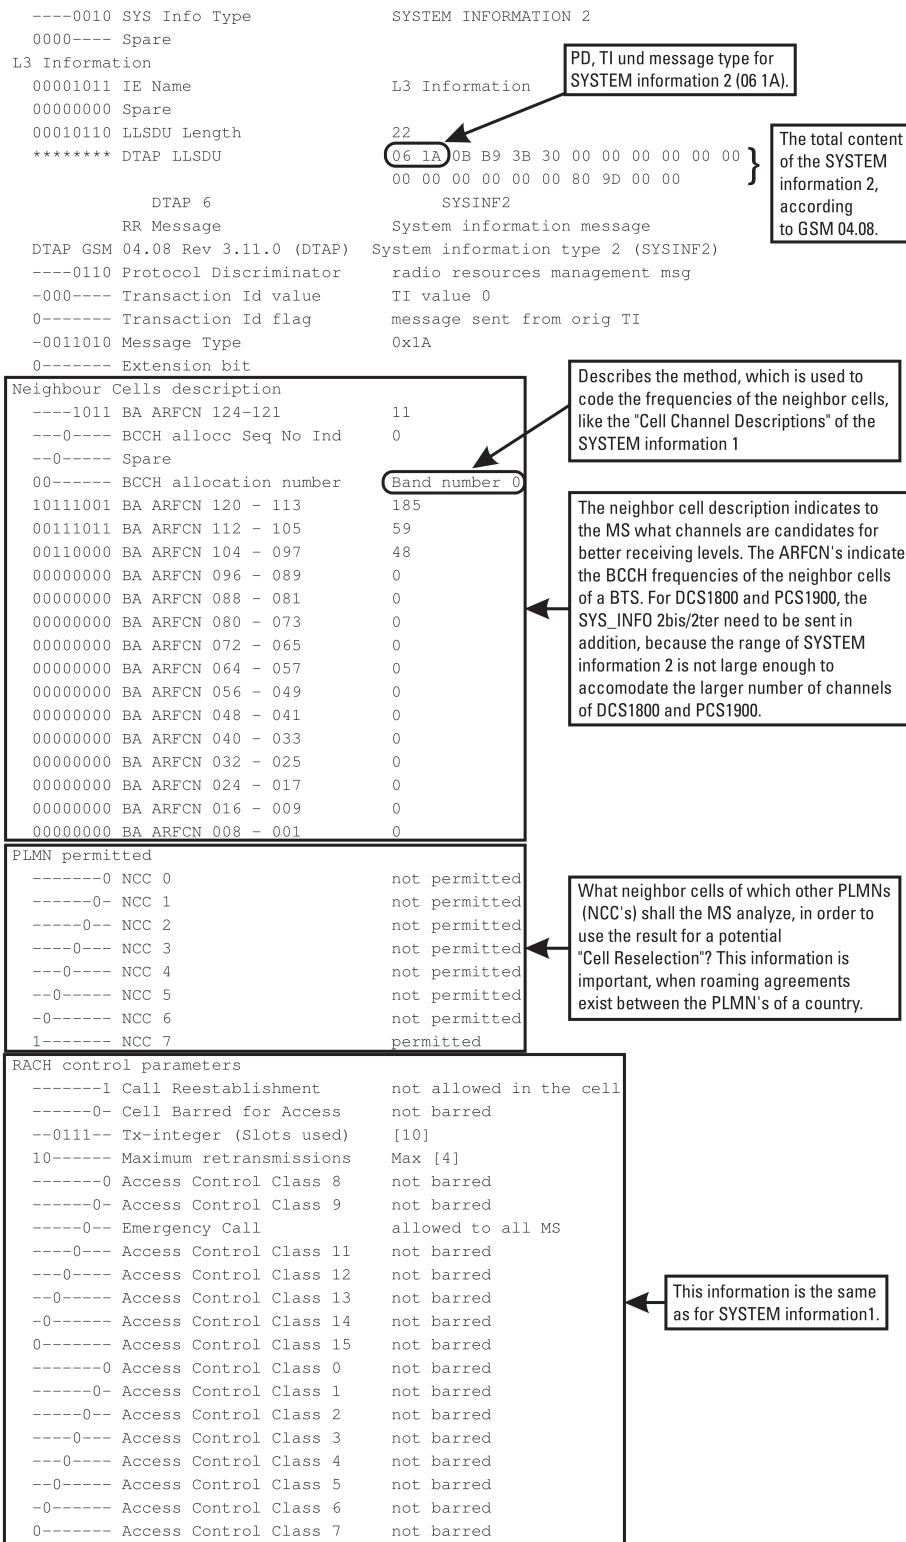 ----0010 SYS Info Type SYSTEM INFORMATION 2
0000---- Spare
L3 Information
00001011 IE Name L3 Information
00000000 Spare
00010110 LLSDU Length 22
******** DTAP LLSDU 06 1A 0B B9 3B 30 00 00 00 00 00 00
00 00 00 00 00 00 80 9D 00 00
DTAP 6 SYSINF2
RR Message System information message
DTAP GSM 04.08 Rev 3.11.0 (DTAP) System information type 2 (SYSINF2)
----0110 Protocol Discriminator radio resources management msg
-000---- Transaction Id value TI value 0
0------- Transaction Id flag message sent from orig TI
-0011010 Message Type 0x1A
0------- Extension bit
PD, TI und message type for
SYSTEM information 2 (06 1A).
The total content
of the SYSTEM
information 2,
according
to GSM 04.08.
Neighbour Cells description
----1011 BA ARFCN 124-121 11
---0---- BCCH allocc Seq No Ind 0
--0----- Spare
00------ BCCH allocation number Band number 0
10111001 BA ARFCN 120 - 113 185
00111011 BA ARFCN 112 - 105 59
00110000 BA ARFCN 104 - 097 48
00000000 BA ARFCN 096 - 089 0
00000000 BA ARFCN 088 - 081 0
00000000 BA ARFCN 080 - 073 0
00000000 BA ARFCN 072 - 065 0
00000000 BA ARFCN 064 - 057 0
00000000 BA ARFCN 056 - 049 0
00000000 BA ARFCN 048 - 041 0
00000000 BA ARFCN 040 - 033 0
00000000 BA ARFCN 032 - 025 0
00000000 BA ARFCN 024 - 017 0
00000000 BA ARFCN 016 - 009 0
00000000 BA ARFCN 008 - 001 0
Describes the method, which is used to
code the frequencies of the neighbor cells,
like the "Cell Channel Descriptions" of the
SYSTEM information 1
The neighbor cell description indicates to
the MS what channels are candidates for
better receiving levels. The ARFCN's indicate
the BCCH frequencies of the neighbor cells
of a BTS. For DCS1800 and PCS1900, the
SYS_INFO 2bis/2ter need to be sent in
addition, because the range of SYSTEM
information 2 is not large enough to
accomodate the larger number of channels
of DCS1800 and PCS1900.
PLMN permitted
-------0 NCC 0 not permitted
------0- NCC 1 not permitted
-----0-- NCC 2 not permitted
----0--- NCC 3 not permitted
---0---- NCC 4 not permitted
--0----- NCC 5 not permitted
-0------ NCC 6 not permitted
1------- NCC 7 permitted
What neighbor cells of which other PLMNs
(NCC's) shall the MS analyze, in order to
use the result for a potential
"Cell Reselection"? This information is
important, when roaming agreements
exist between the PLMN's of a country.
RACH control parameters
-------1 Call Reestablishment not allowed in the cell
------0- Cell Barred for Access not barred
--0111-- Tx-integer (Slots used) [10]
10------ Maximum retransmissions Max [4]
-------0 Access Control Class 8 not barred
------0- Access Control Class 9 not barred
-----0-- Emergency Call allowed to all MS
----0--- Access Control Class 11 not barred
---0---- Access Control Class 12 not barred
--0----- Access Control Class 13 not barred
-0------ Access Control Class 14 not barred
0------- Access Control Class 15 not barred
-------0 Access Control Class 0 not barred
------0- Access Control Class 1 not barred
-----0-- Access Control Class 2 not barred
----0--- Access Control Class 3 not barred
---0---- Access Control Class 4 not barred
--0----- Access Control Class 5 not barred
-0------ Access Control Class 6 not barred
0------- Access Control Class 7 not barred
This information is the same
as for SYSTEM information1.